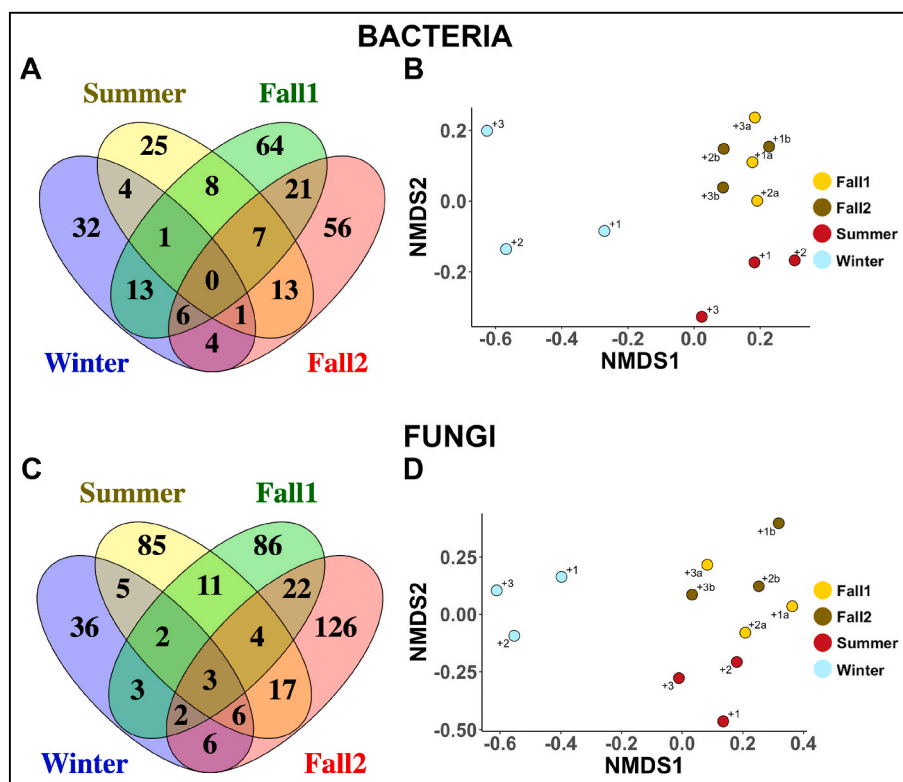 BACTERIA
A
Summer
Fall1
25
64
4
8
21
32
1
7
56
0
13
6
1
13
4
Winter
Fall2
B
NMDS2
0.2
0.0
-0.2
+3
+2
+1
+3a
+1b
+2b
+1a
+3b
+2a
+1
+2
+3
-0.6
-0.4
-0.2
0.0
0.2
NMDS1
Fall1
Fall2
Summer
Winter
FUNGI
C
Summer
Fall1
85
86
5
11
22
36
2
4
126
3
3
17
2
6
6
Winter
Fall2
D
NMDS2
0.25
0.00
-0.25
-0.50
+3
+1
+2
+1b
+3a
+3b
+2b
+1a
+2a
+2
+3
+1
-0.6
-0.4
-0.2
0.0
0.2
0.4
NMDS1
Fall1
Fall2
Summer
Winter